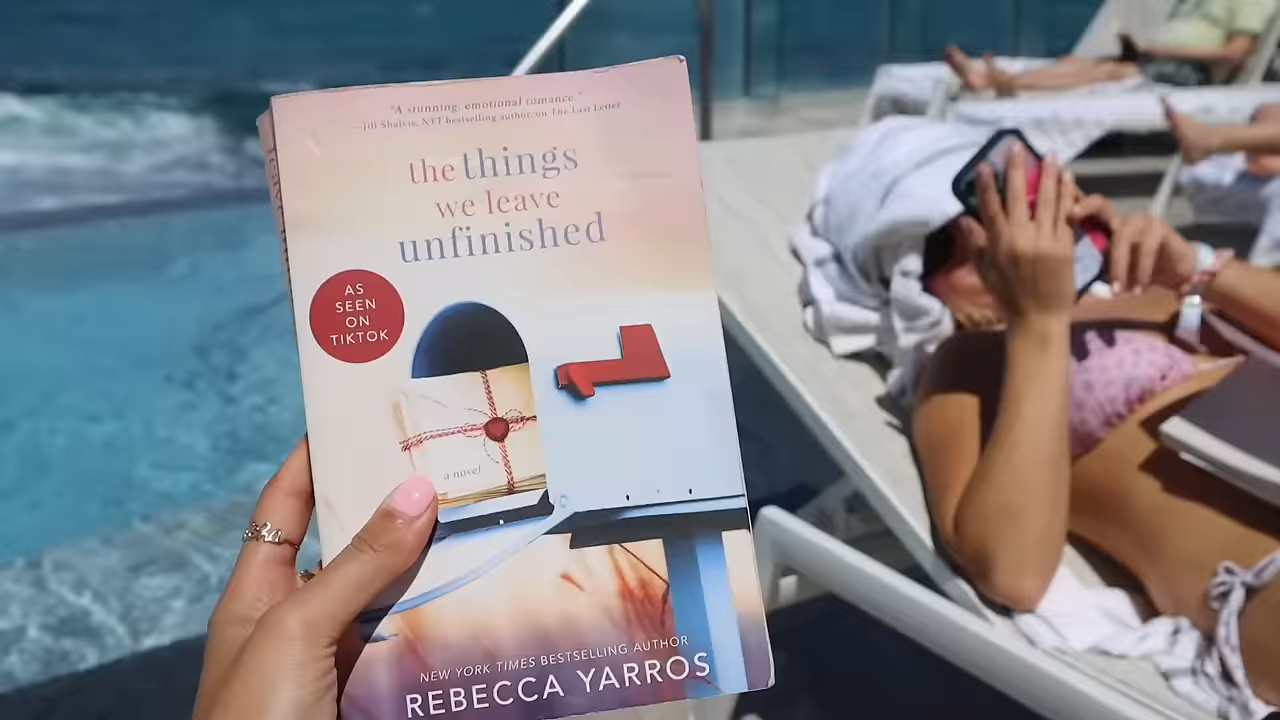 "A stunning, emotional romance."
—Jill Shalvis, NYT bestselling author, on The Last Letter
the things
we leave
unfinished
AS
SEEN
ON
TIKTOK
a novel
NEW YORK TIMES BESTSELLING AUTHOR
REBECCA YARROS